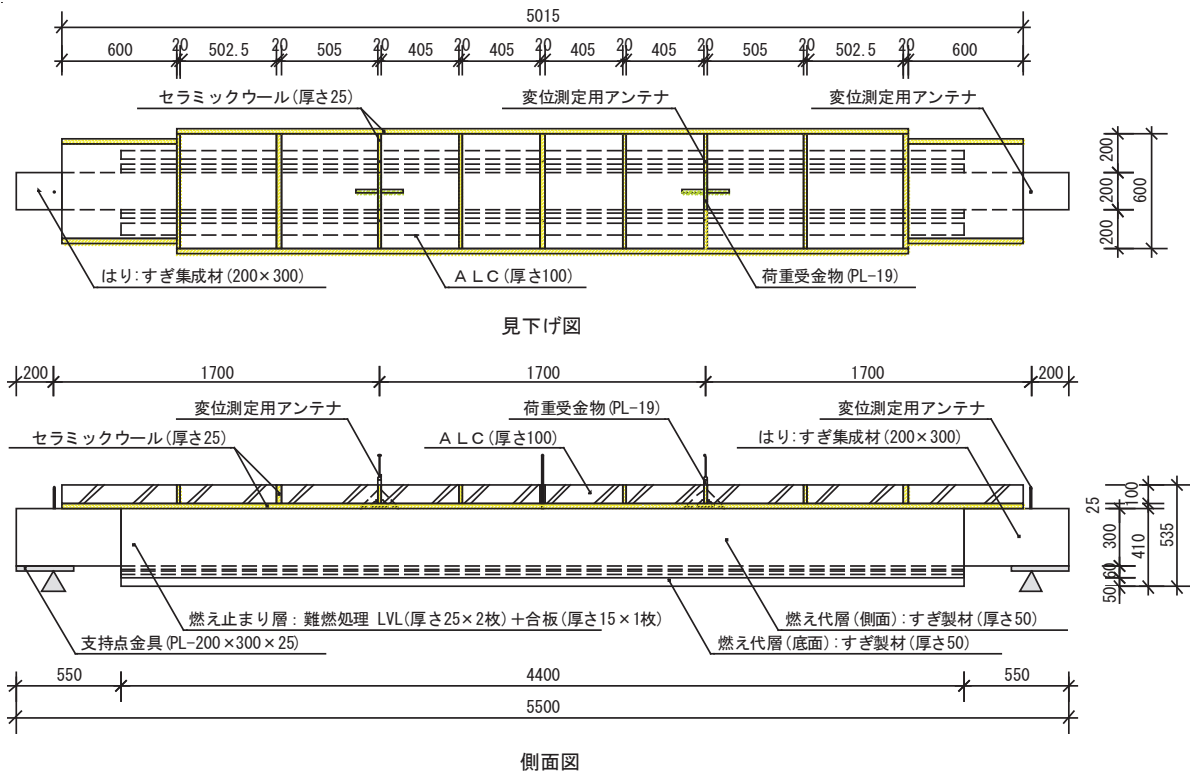 5015
600 20 502.5 20 505 20 405 20 405 20 405 20 405 20 505 20 502.5 20 600
セラミックウール(厚さ25)
変位測定用アンテナ
変位測定用アンテナ
200
200
200
600
はり:すぎ集成材(200×300)
ALC(厚さ100)
荷重受金物(PL-19)
見下げ図
200 1700 1700 1700 200
変位測定用アンテナ
荷重受金物(PL-19)
変位測定用アンテナ
セラミックウール(厚さ25)
ALC(厚さ100)
はり:すぎ集成材(200×300)
25
100
300
410
535
60
50
燃え止まり層:難燃処理 LVL(厚さ25×2枚)+合板(厚さ15×1枚)
燃え代層(側面):すぎ製材(厚さ50)
支持点金具(PL-200×300×25)
燃え代層(底面):すぎ製材(厚さ50)
550 4400 550
5500
側面図